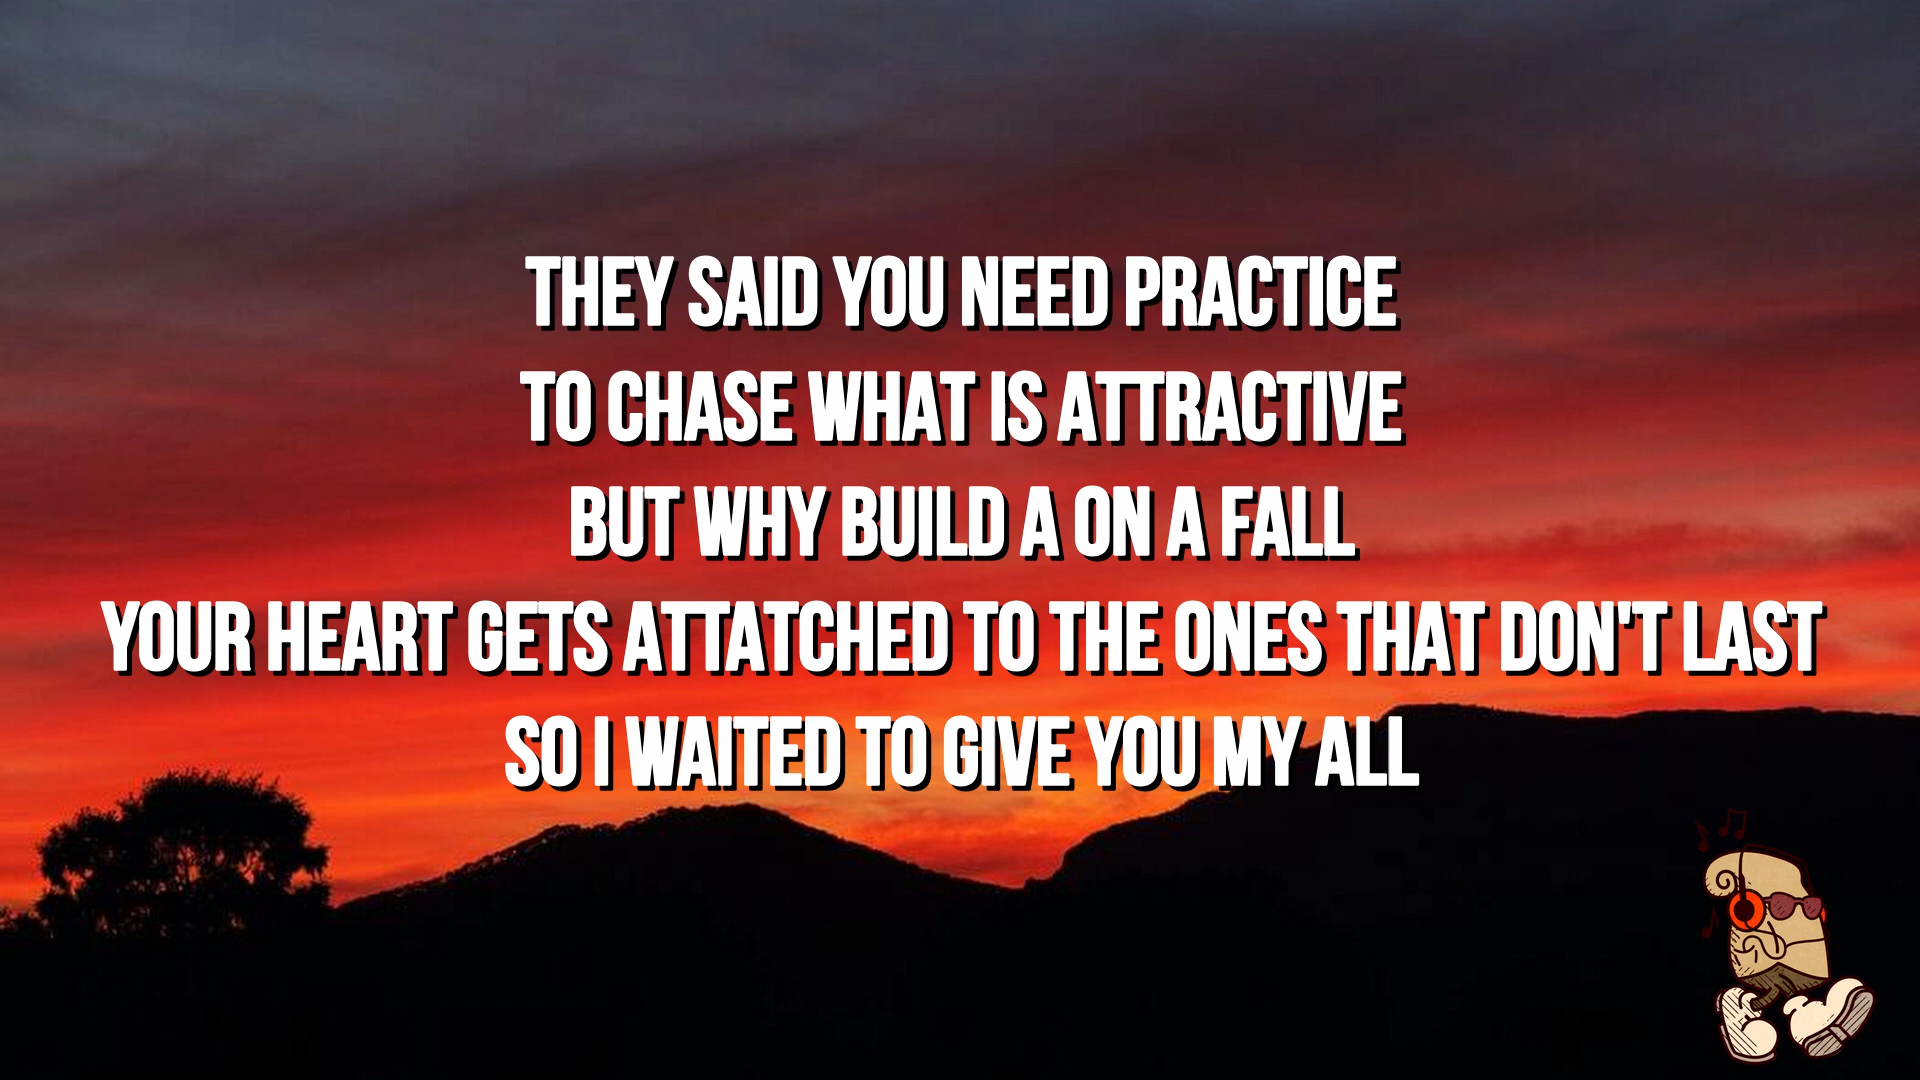 THEY SAID YOU NEED PRACTICE
TO CHASE WHAT IS ATTRACTIVE
BUT WHY BUILD A ON A FALL
YOUR HEART GETS ATTATCHED TO THE ONES THAT DON'T LAST
SO I WAITED TO GIVE YOU MY ALL